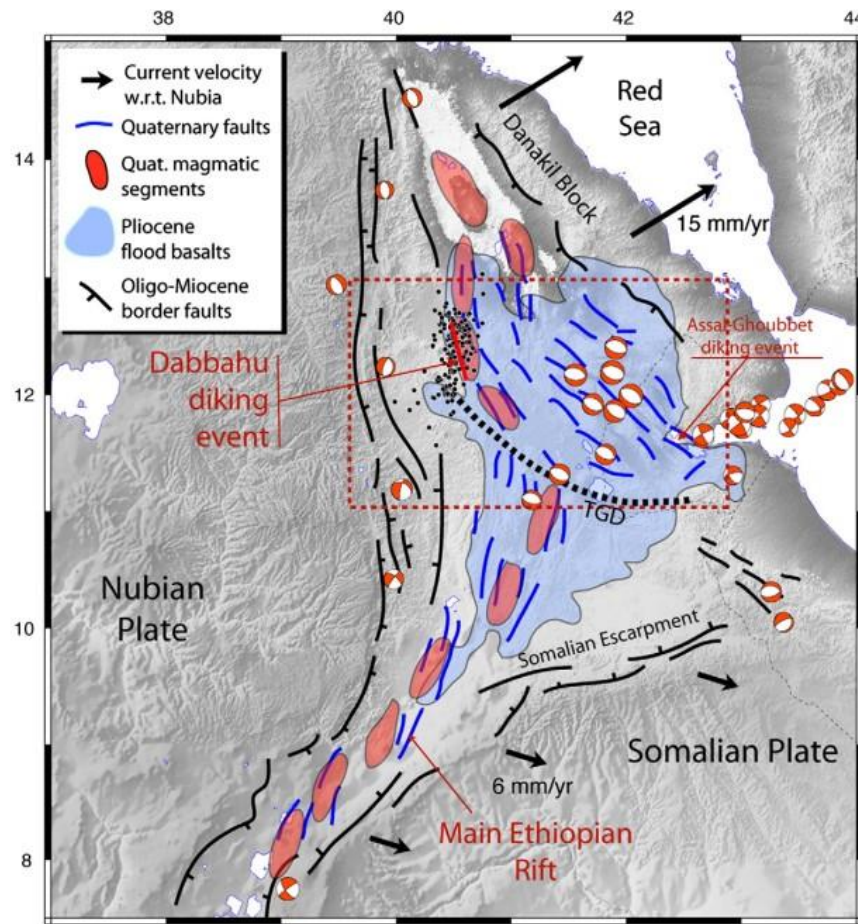 38
40
42
44
Current velocity
w.r.t. Nubia
Quaternary faults
Quat. magmatic
segments
Pliocene
flood basalts
Oligo-Miocene
border faults
Red
Sea
Danakil Block
15 mm/yr
14
12
10
8
Assal-Ghoubbet
diking event
Dabbahu
diking
event
TGD
Nubian
Plate
Somalian Escarpment
Somalian Plate
6 mm/yr
Main Ethiopian
Rift